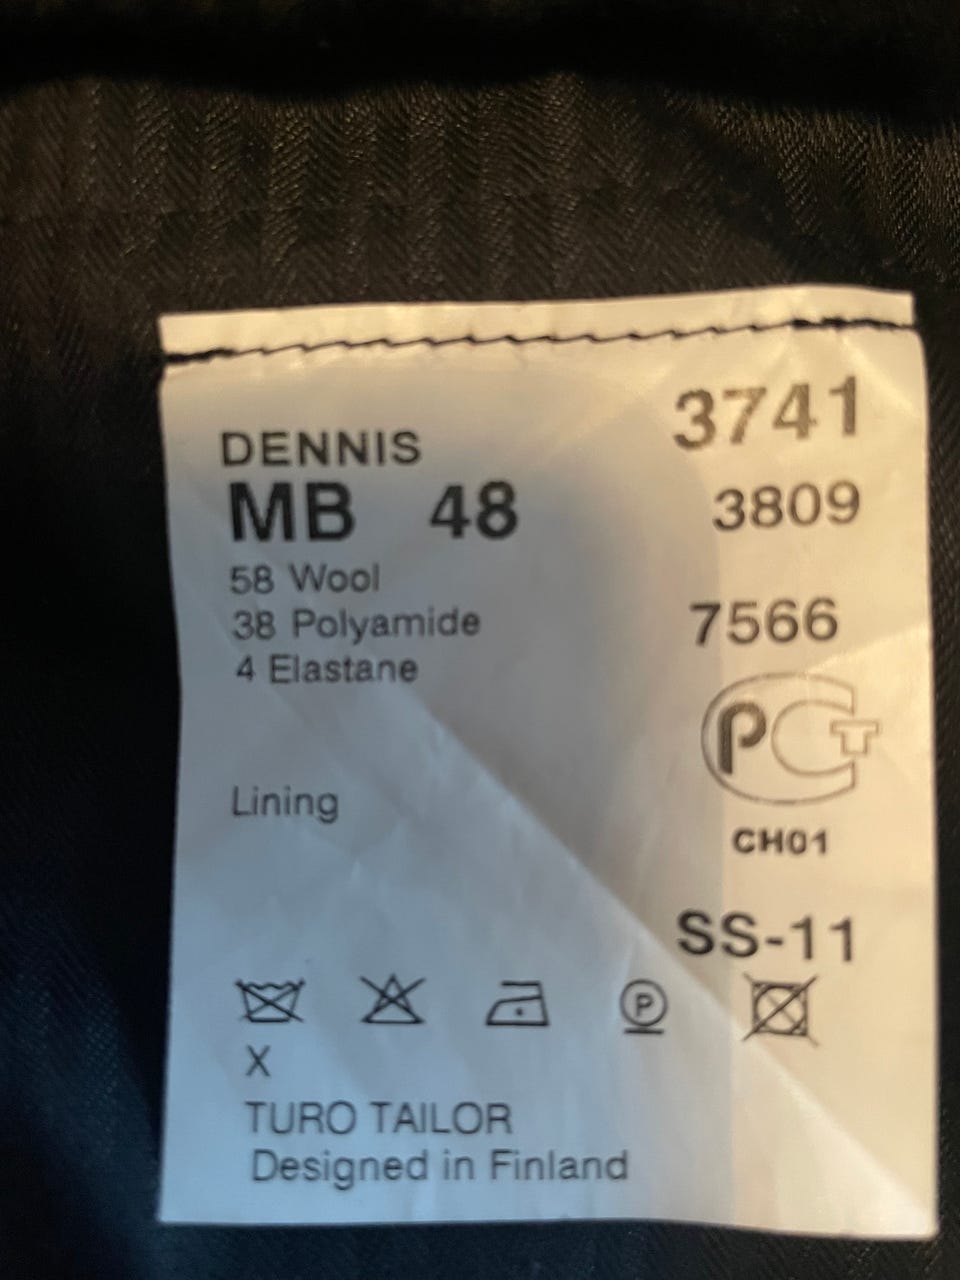 3741
DENNIS
MB 48
3809
58 Wool
38 Polyamide
7566
4 Elastane
РСТ
Lining
CH01
SS-11
P
X
TURO TAILOR
Designed in Finland